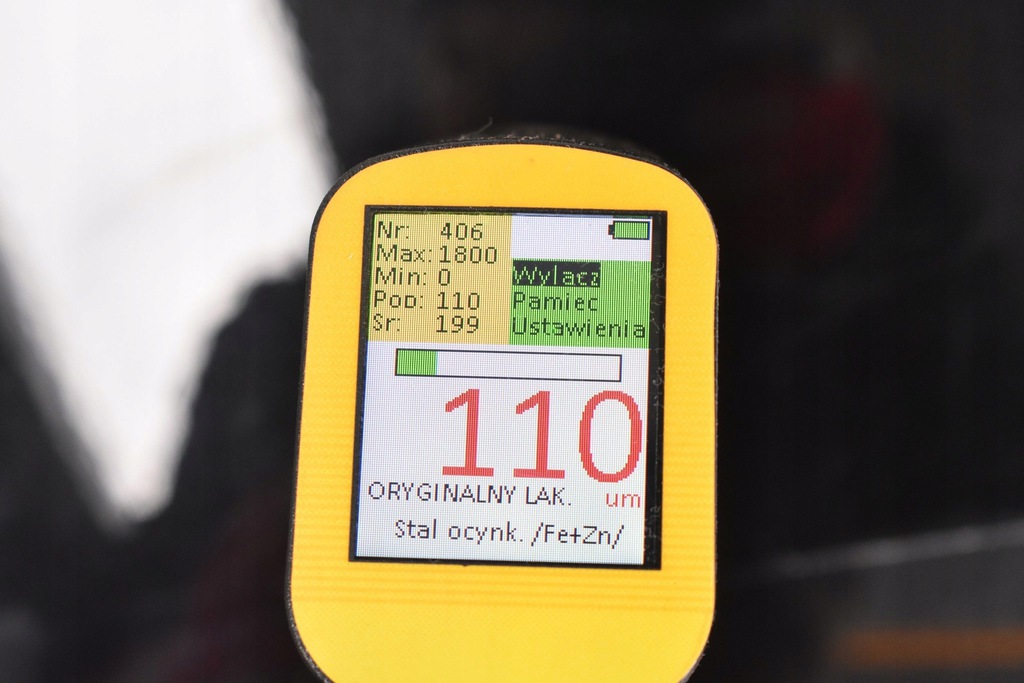 Nr: 406
Max: 1800
Min: 0
Pop: 110
Sr: 199
Wylacz
Pamiec
Ustawienia
110
um
ORYGINALNY LAK.
Stal ocynk. /Fe+Zn/